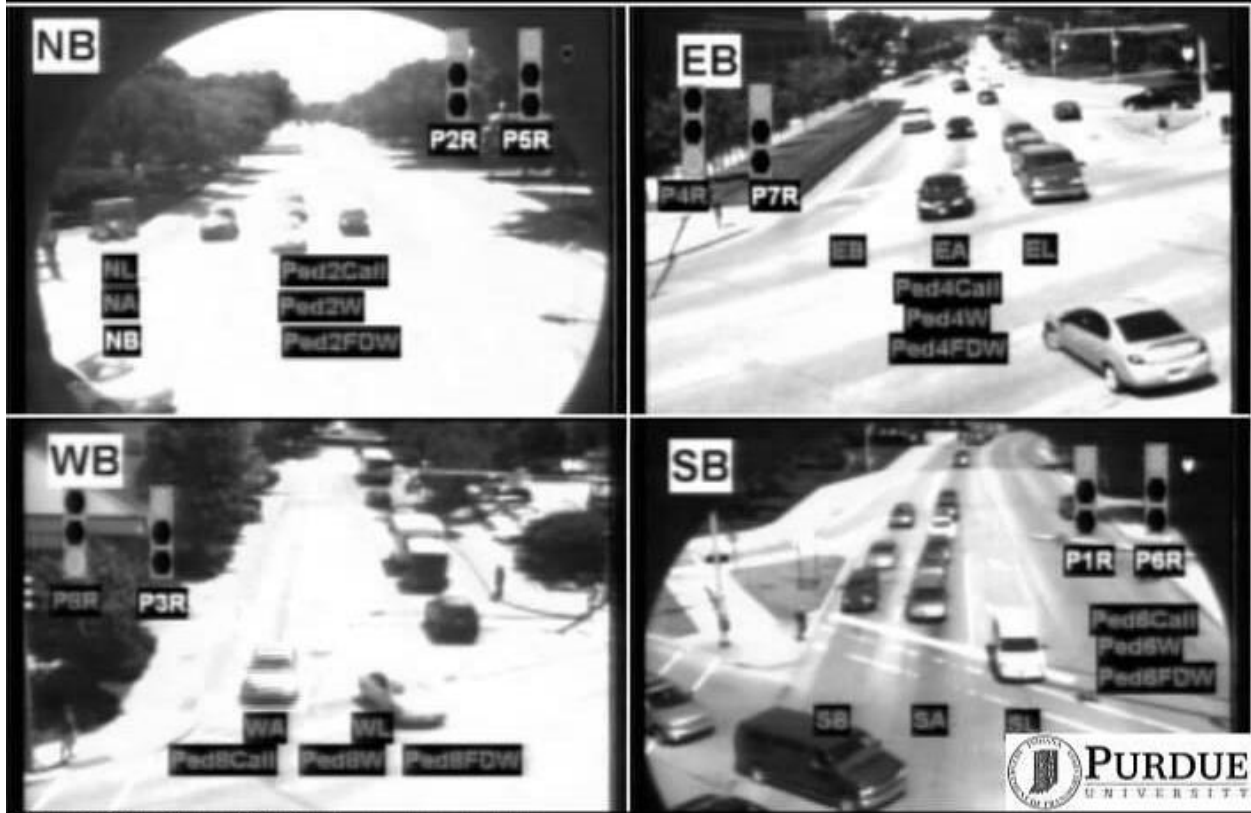 NB
P2R P5R
NL
NA
NB
Ped2Call
Ped2W
Ped2FDW
EB
P4R P7R
EB EA EL
Ped4Call
Ped4W
Ped4FDW
WB
P8R P3R
WA WL
Ped8Call Ped8W Ped8FDW
SB
P1R P6R
Ped6Call
Ped6W
Ped6FDW
SB SA SL
INDIANA
PURDUE
UNIVERSITY